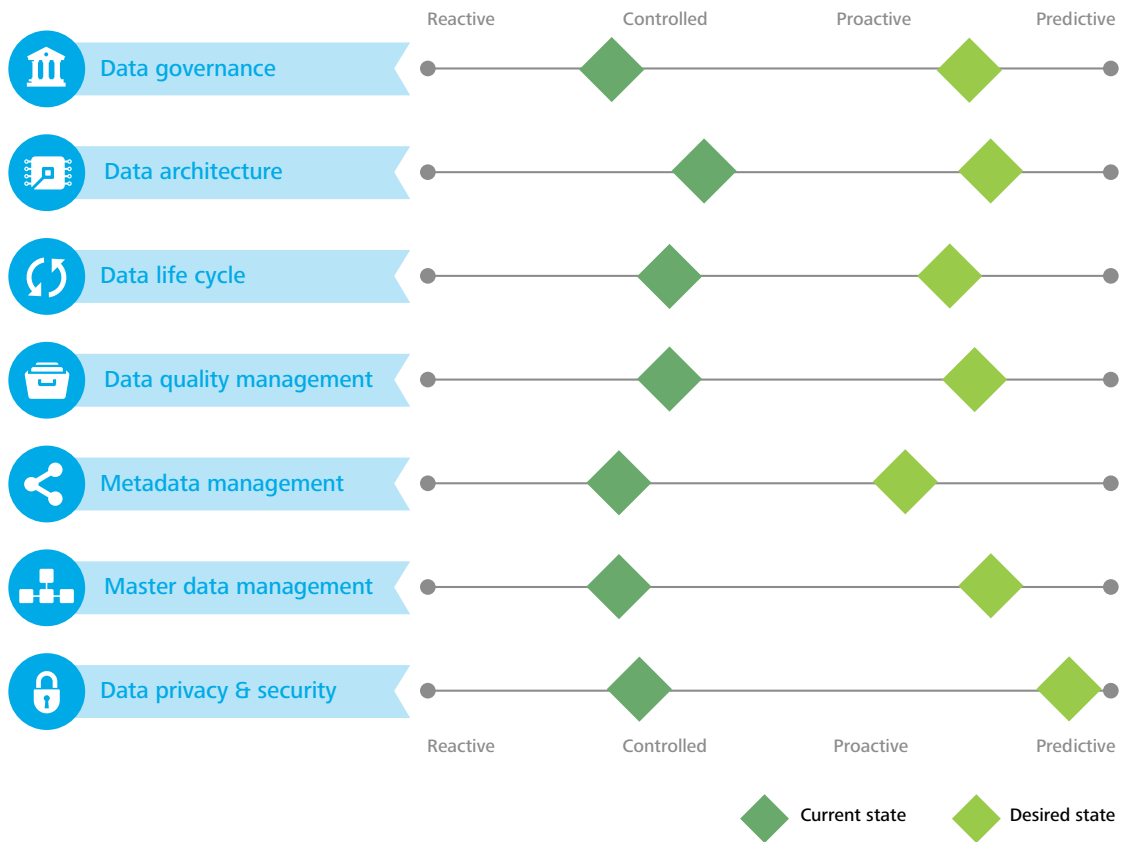 Reactive Controlled Proactive Predictive
Data governance
Data architecture
Data life cycle
Data quality management
Metadata management
Master data management
Data privacy & security
Reactive Controlled Proactive Predictive
Current state Desired state